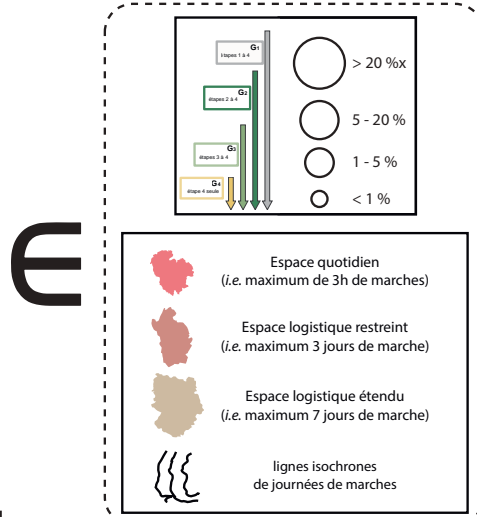 G1
étapes 1 à 4
G2
étapes 2 à 4
G3
étapes 3 à 4
G4
étape 4 seule
> 20 %x
5 - 20 %
1 - 5 %
< 1 %
∈
Espace quotidien
(i.e. maximum de 3h de marches)
Espace logistique restreint
(i.e. maximum 3 jours de marche)
Espace logistique étendu
(i.e. maximum 7 jours de marche)
lignes isochrones
de journées de marches